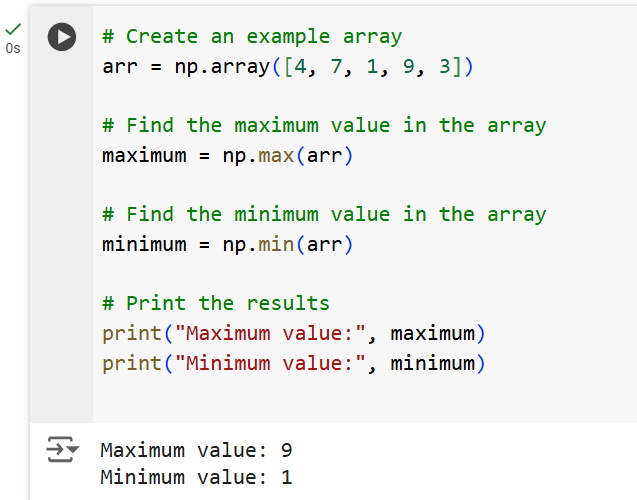 0s
# Create an example array
arr = np.array([4, 7, 1, 9, 3])
# Find the maximum value in the array
maximum = np.max(arr)
# Find the minimum value in the array
minimum = np.min(arr)
# Print the results
print("Maximum value:", maximum)
print("Minimum value:", minimum)
Maximum value: 9
Minimum value: 1